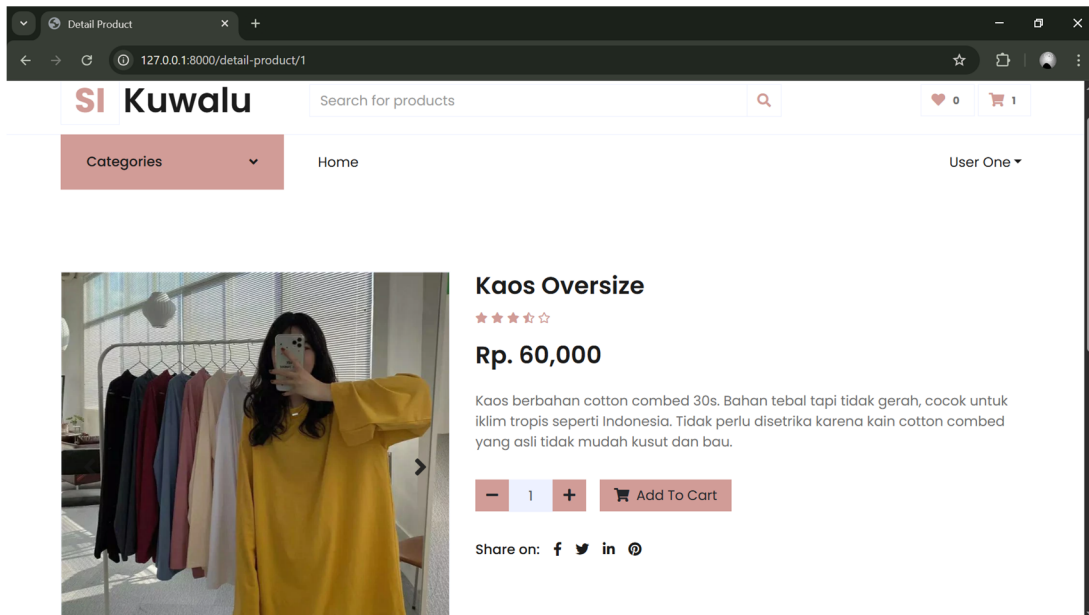 Detail Product
127.0.0.1:8000/detail-product/1
SI Kuwalu
Search for products
0
1
Categories
Home
User One
Kaos Oversize
Rp. 60,000
Kaos berbahan cotton combed 30s. Bahan tebal tapi tidak gerah, cocok untuk
iklim tropis seperti Indonesia. Tidak perlu disetrika karena kain cotton combed
yang asli tidak mudah kusut dan bau.
1
Add To Cart
Share on: